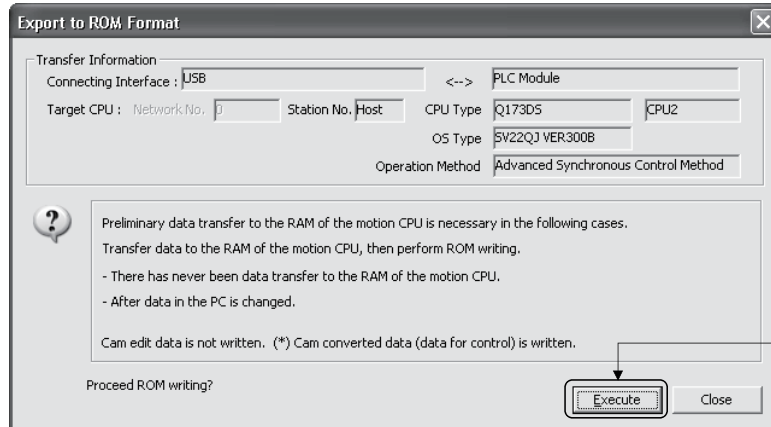 Export to ROM Format
Transfer Information
Connecting Interface : USB <--> PLC Module
Target CPU : Network No. 0 Station No. Host CPU Type Q173DS CPU2
OS Type SV22QJ VER300B
Operation Method Advanced Synchronous Control Method
Preliminary data transfer to the RAM of the motion CPU is necessary in the following cases.
Transfer data to the RAM of the motion CPU, then perform ROM writing.
- There has never been data transfer to the RAM of the motion CPU.
- After data in the PC is changed.
Cam edit data is not written. (*) Cam converted data (data for control) is written.
Proceed ROM writing?
Execute Close